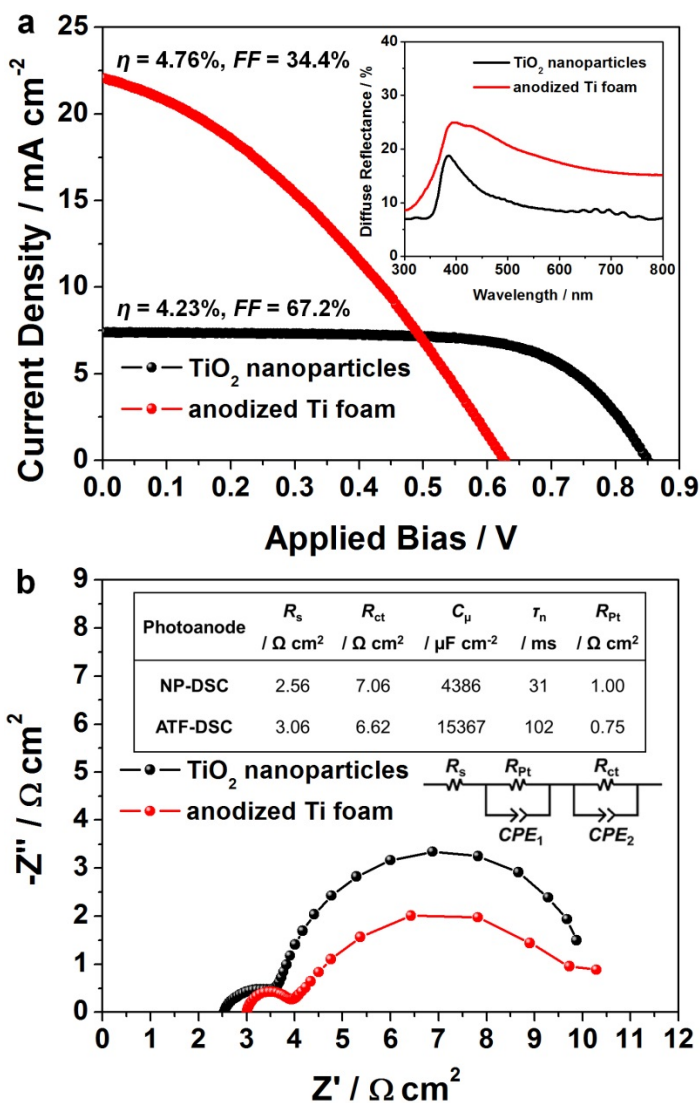 a
25
20
15
10
5
0
Current Density / mA cm⁻²
η = 4.76%, FF = 34.4%
η = 4.23%, FF = 67.2%
TiO₂ nanoparticles
anodized Ti foam
40
30
20
10
0
Diffuse Reflectance / %
TiO₂ nanoparticles
anodized Ti foam
300 400 500 600 700 800
Wavelength / nm
0.0 0.1 0.2 0.3 0.4 0.5 0.6 0.7 0.8 0.9
Applied Bias / V
b
9
8
7
6
5
4
3
2
1
0
-Z'' / Ω cm²
Photoanode Rs / Ω cm² Rct / Ω cm² Cμ / μF cm⁻² τn / ms RPt / Ω cm²
NP-DSC 2.56 7.06 4386 31 1.00
ATF-DSC 3.06 6.62 15367 102 0.75
TiO₂ nanoparticles
anodized Ti foam
Rs RPt Rct
CPE₁ CPE₂
0 1 2 3 4 5 6 7 8 9 10 11 12
Z' / Ω cm²